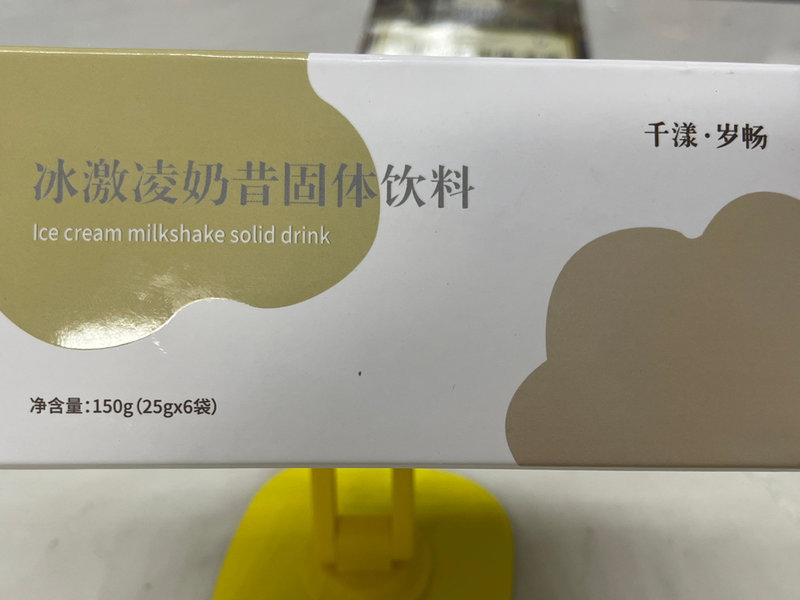 千漾·岁畅
冰激凌奶昔固体饮料
Ice cream milkshake solid drink
净含量:150g(25gx6袋)